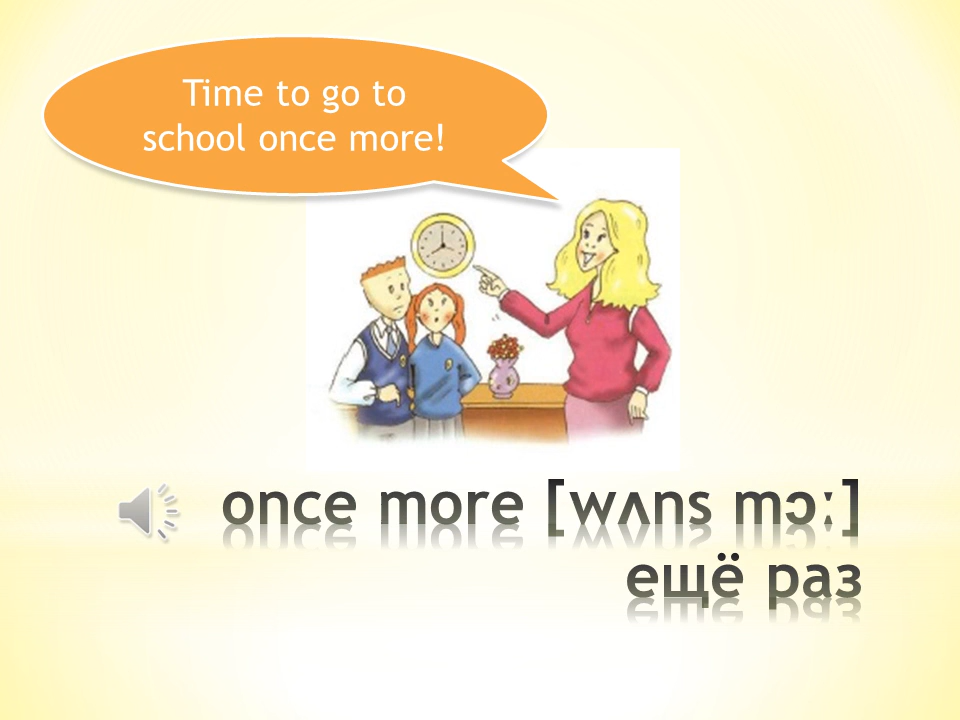 Time to go to
school once more!
once more [wʌns mɔː]
ещё раз